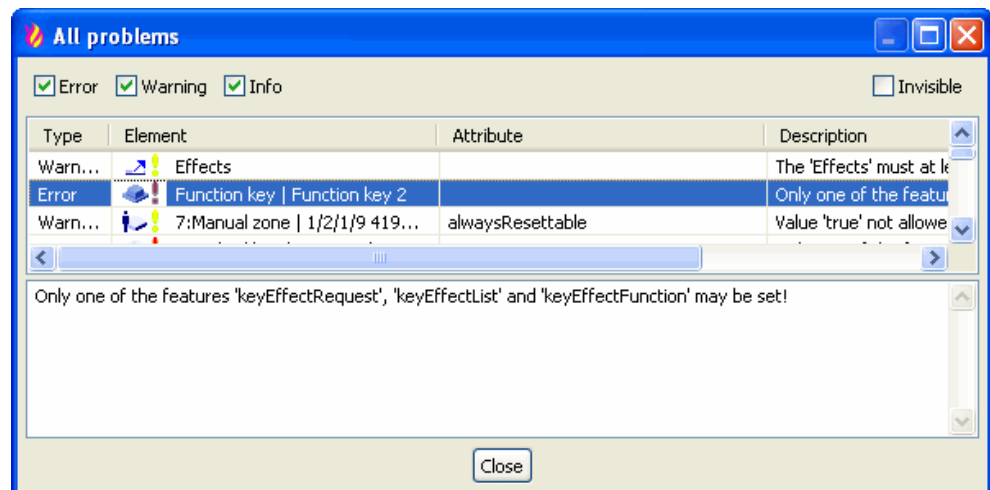 All problems
Error Warning Info Invisible
Type Element Attribute Description
Warn... Effects The 'Effects' must at le
Error Function key | Function key 2 Only one of the featur
Warn... 7:Manual zone | 1/2/1/9 419... alwaysResettable Value 'true' not allowe
Only one of the features 'keyEffectRequest', 'keyEffectList' and 'keyEffectFunction' may be set!
Close